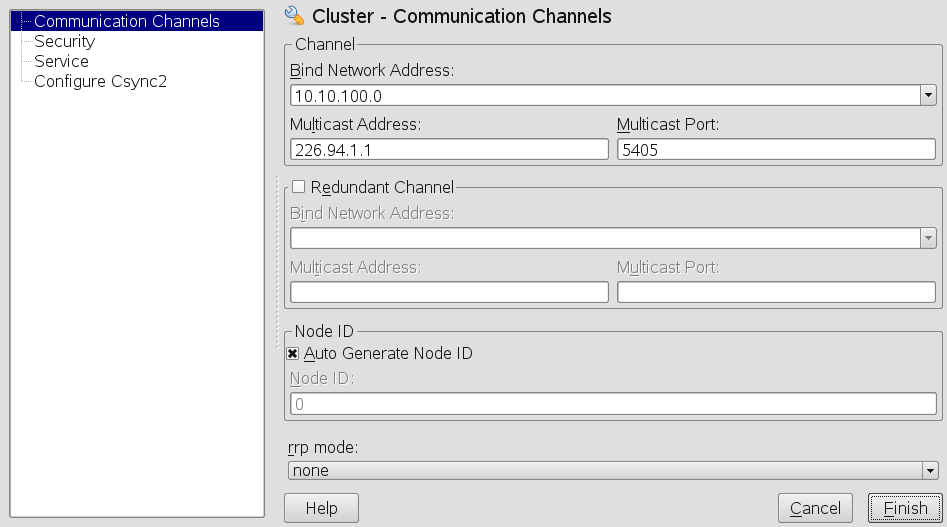 Communication Channels
Security
Service
Configure Csync2
Cluster - Communication Channels
Channel
Bind Network Address:
10.10.100.0
Multicast Address:
Multicast Port:
226.94.1.1
5405
Redundant Channel
Bind Network Address:
Multicast Address:
Multicast Port:
Node ID
Auto Generate Node ID
Node ID:
0
rrp mode:
none
Help
Cancel
Finish